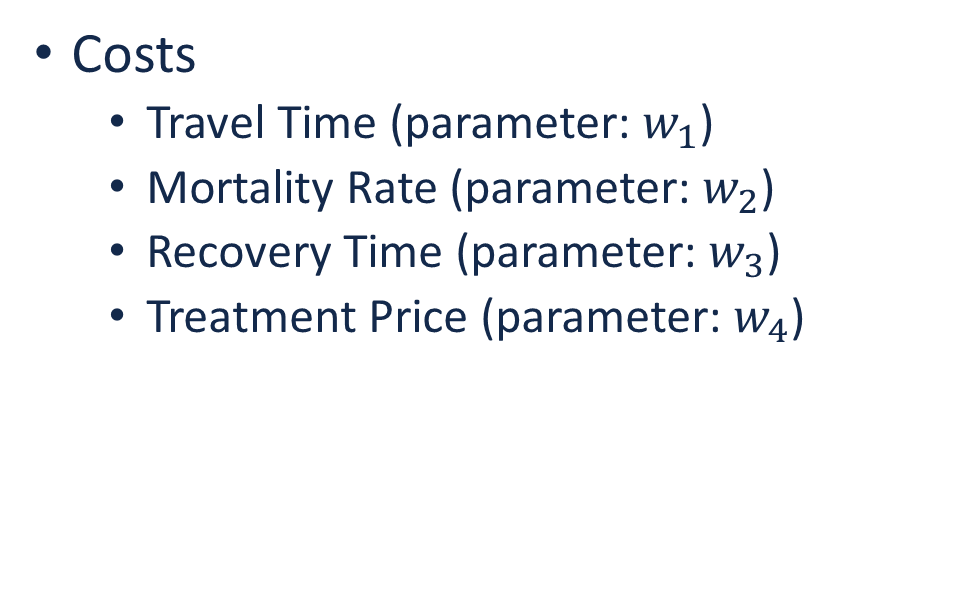 • Costs
• Travel Time (parameter: w₁)
• Mortality Rate (parameter: w₂)
• Recovery Time (parameter: w₃)
• Treatment Price (parameter: w₄)